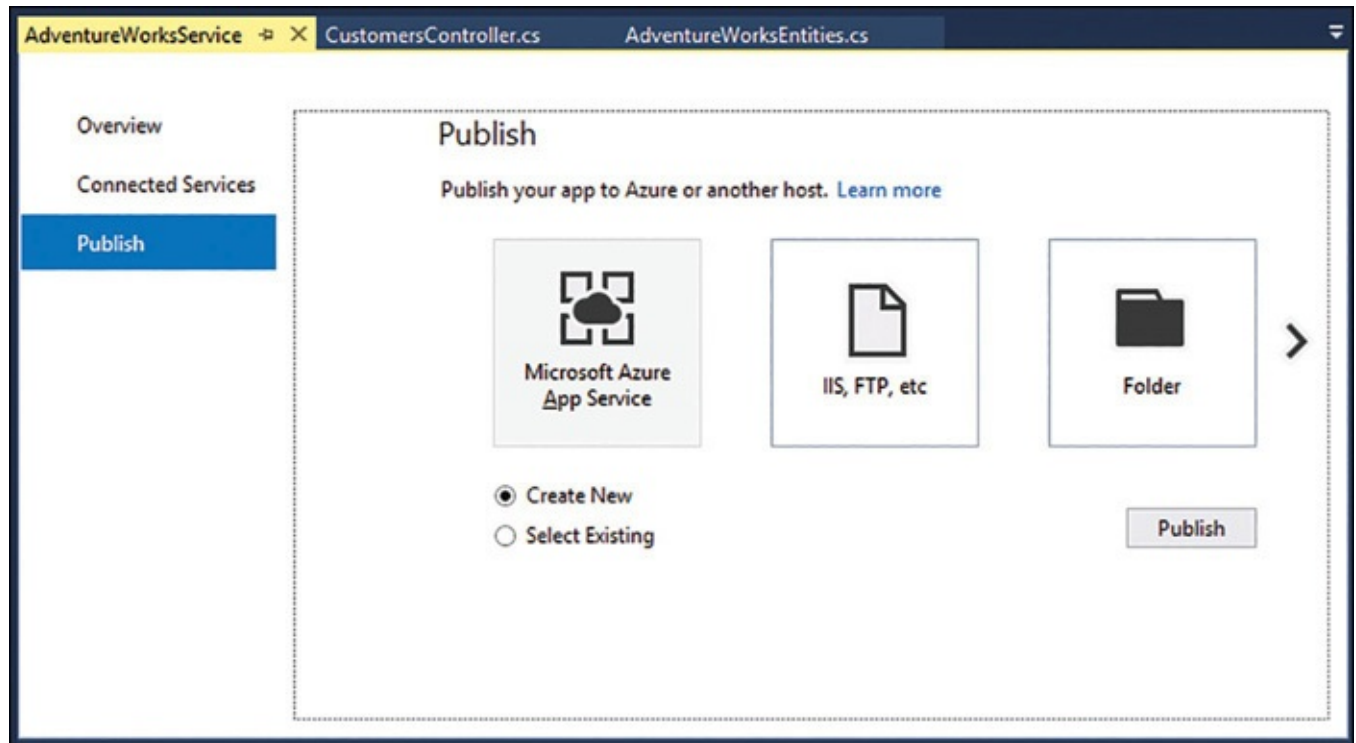 AdventureWorksService CustomersController.cs AdventureWorksEntities.cs
Overview
Connected Services
Publish
Publish
Publish your app to Azure or another host. Learn more
Microsoft Azure
App Service
IIS, FTP, etc
Folder
Create New
Select Existing
Publish